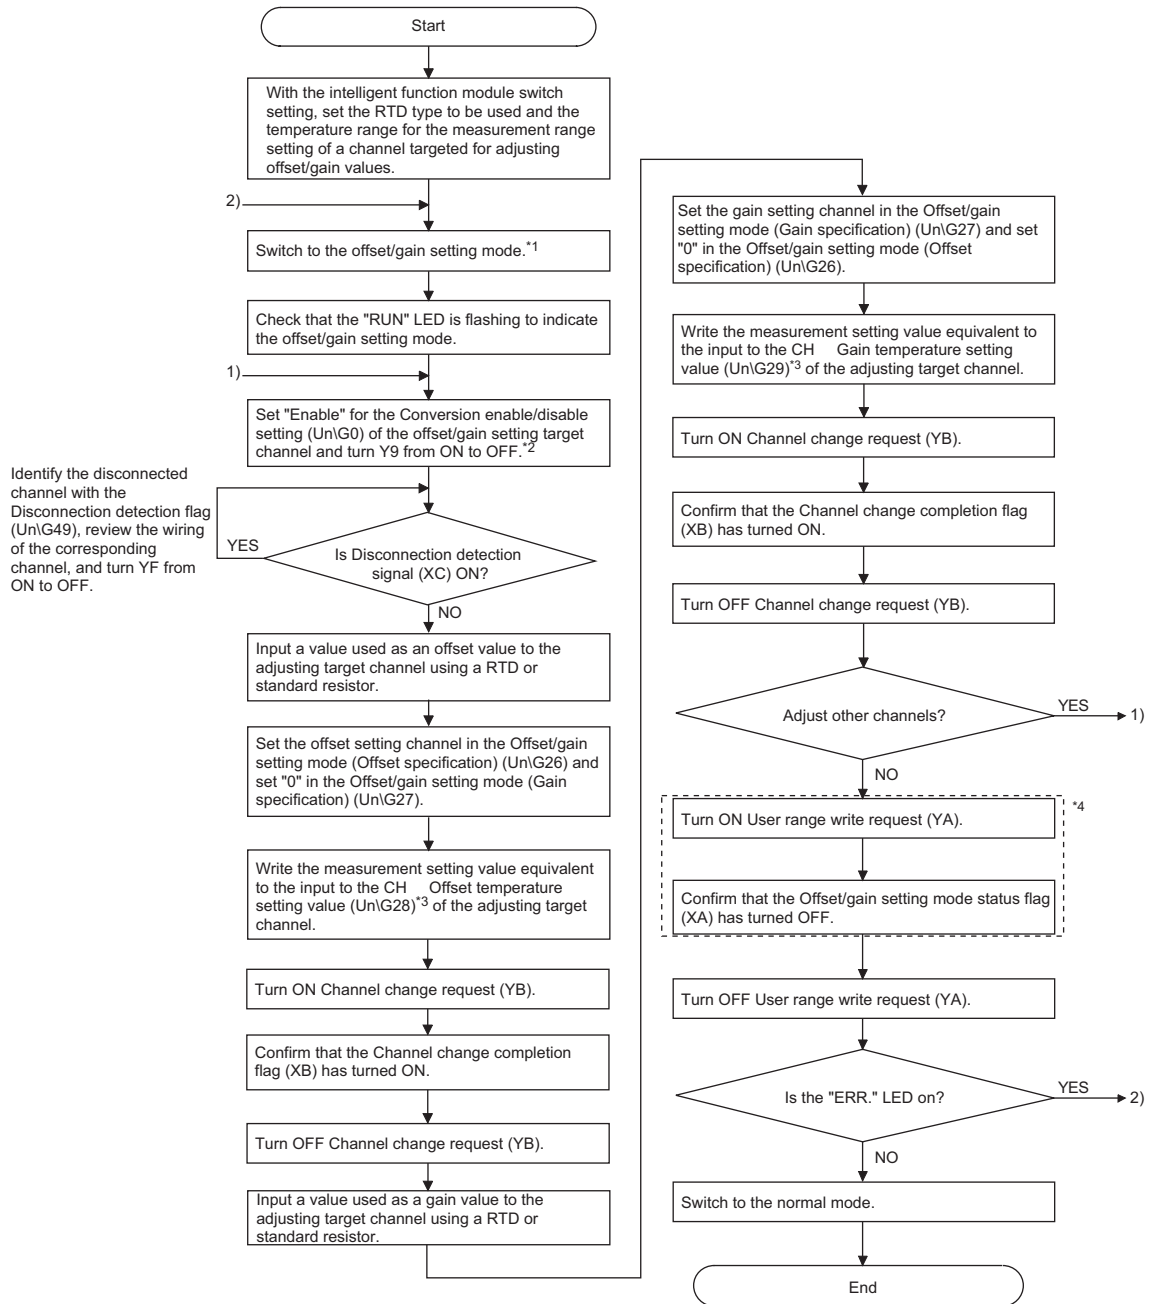 Start
With the intelligent function module switch
setting, set the RTD type to be used and the
temperature range for the measurement range
setting of a channel targeted for adjusting
offset/gain values.
2)
Switch to the offset/gain setting mode.*1
Check that the "RUN" LED is flashing to indicate
the offset/gain setting mode.
1)
Set "Enable" for the Conversion enable/disable
setting (Un\G0) of the offset/gain setting target
channel and turn Y9 from ON to OFF.*2
Identify the disconnected
channel with the
Disconnection detection flag
(Un\G49), review the wiring
of the corresponding
channel, and turn YF from
ON to OFF.
YES
Is Disconnection detection
signal (XC) ON?
NO
Input a value used as an offset value to the
adjusting target channel using a RTD or
standard resistor.
Set the offset setting channel in the Offset/gain
setting mode (Offset specification) (Un\G26) and
set "0" in the Offset/gain setting mode (Gain
specification) (Un\G27).
Write the measurement setting value equivalent
to the input to the CH Offset temperature
setting value (Un\G28)*3 of the adjusting target
channel.
Turn ON Channel change request (YB).
Confirm that the Channel change completion
flag (XB) has turned ON.
Turn OFF Channel change request (YB).
Input a value used as a gain value to the
adjusting target channel using a RTD or
standard resistor.
Set the gain setting channel in the Offset/gain
setting mode (Gain specification) (Un\G27) and set
"0" in the Offset/gain setting mode (Offset
specification) (Un\G26).
Write the measurement setting value equivalent to
the input to the CH Gain temperature setting
value (Un\G29)*3 of the adjusting target channel.
Turn ON Channel change request (YB).
Confirm that the Channel change completion flag
(XB) has turned ON.
Turn OFF Channel change request (YB).
Adjust other channels?
YES
1)
NO
*4
Turn ON User range write request (YA).
Confirm that the Offset/gain setting mode status flag
(XA) has turned OFF.
Turn OFF User range write request (YA).
Is the "ERR." LED on?
YES
2)
NO
Switch to the normal mode.
End